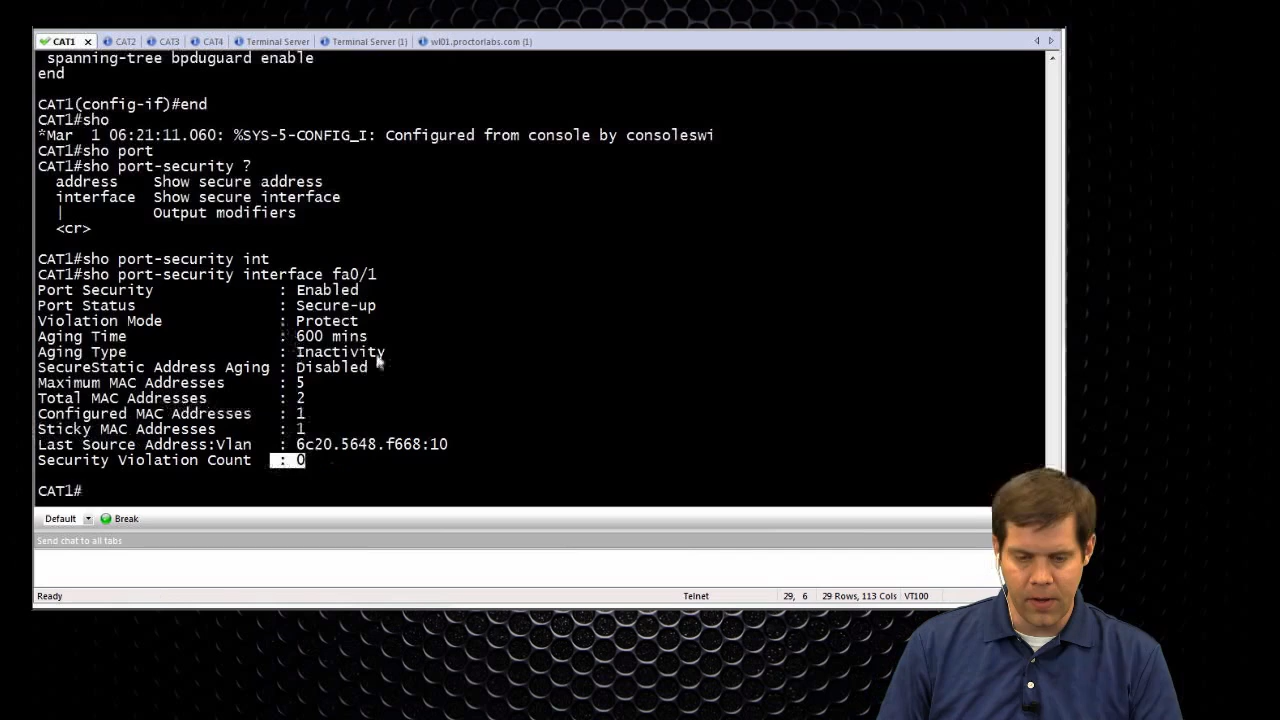 CAT1 CAT2 CAT3 CAT4 Terminal Server Terminal Server (1) wl01.proctorlabs.com (1)
spanning-tree bpduguard enable
end
CAT1(config-if)#end
CAT1#sho
*Mar  1 06:21:11.060: %SYS-5-CONFIG_I: Configured from console by consoleswi
CAT1#sho port
CAT1#sho port-security ?
address    Show secure address
interface  Show secure interface
|          Output modifiers
<cr>
CAT1#sho port-security int
CAT1#sho port-security interface fa0/1
Port Security              : Enabled
Port Status                : Secure-up
Violation Mode             : Protect
Aging Time                 : 600 mins
Aging Type                 : Inactivity
SecureStatic Address Aging : Disabled
Maximum MAC Addresses      : 5
Total MAC Addresses        : 2
Configured MAC Addresses   : 1
Sticky MAC Addresses       : 1
Last Source Address:Vlan   : 6c20.5648.f668:10
Security Violation Count   : 0
CAT1#
Default Break
Send chat to all tabs
Ready Telnet 29, 6 29 Rows, 113 Cols VT100